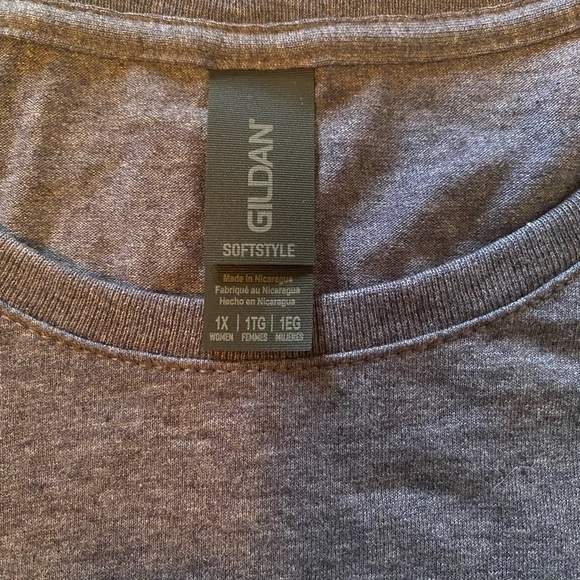 GILDAN®
SOFTSTYLE
Made in Nicaragua
Fabriqué au Nicaragua
Hecho en Nicaragua
1X | 1TG | 1EG
WOMEN FEMMES MUJERES